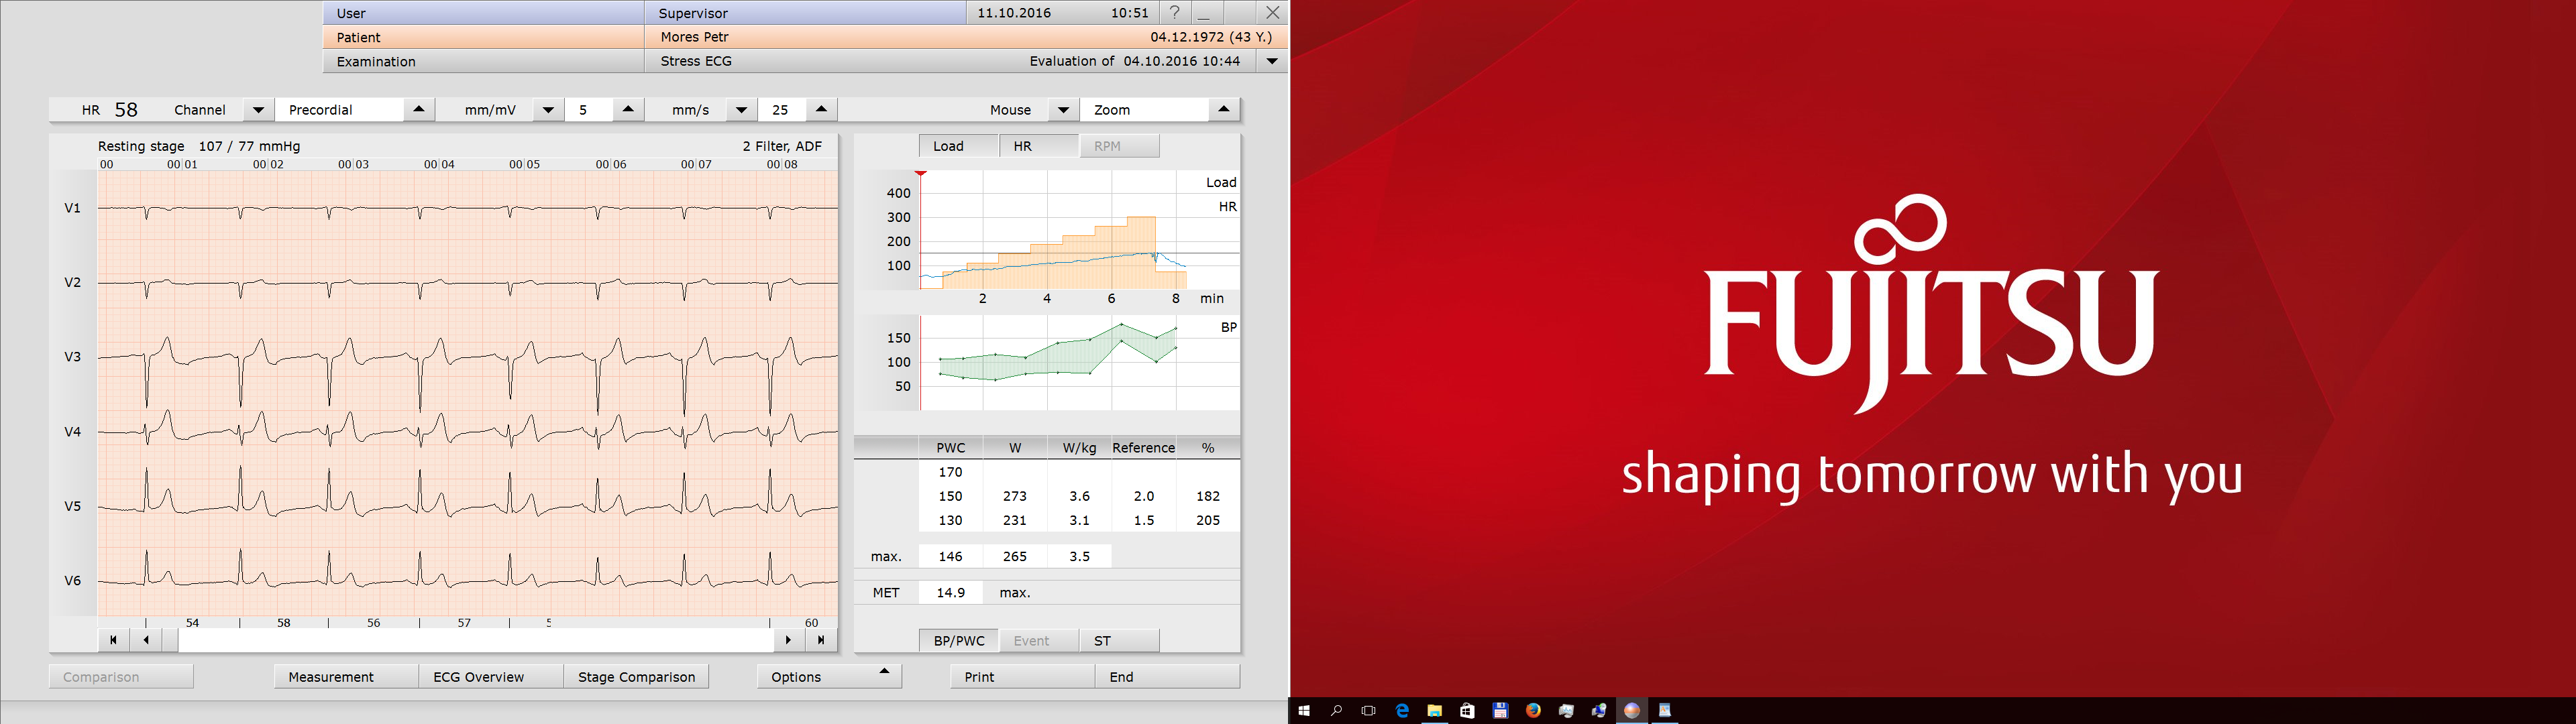 User Supervisor 11.10.2016 10:51 ? _
Patient Mores Petr 04.12.1972 (43 Y.)
Examination Stress ECG Evaluation of 04.10.2016 10:44
HR 58 Channel Precordial mm/mV 5 mm/s 25 Mouse Zoom
Resting stage 107 / 77 mmHg 2 Filter, ADF
00 00|01 00|02 00|03 00|04 00|05 00|06 00|07 00|08
V1
V2
V3
V4
V5
V6
54 58 56 57 60
Load HR RPM
Load
HR
400
300
200
100
2 4 6 8 min
BP
150
100
50
PWC W W/kg Reference %
170
150 273 3.6 2.0 182
130 231 3.1 1.5 205
max. 146 265 3.5
MET 14.9 max.
BP/PWC Event ST
Comparison Measurement ECG Overview Stage Comparison Options Print End
FUJITSU
shaping tomorrow with you